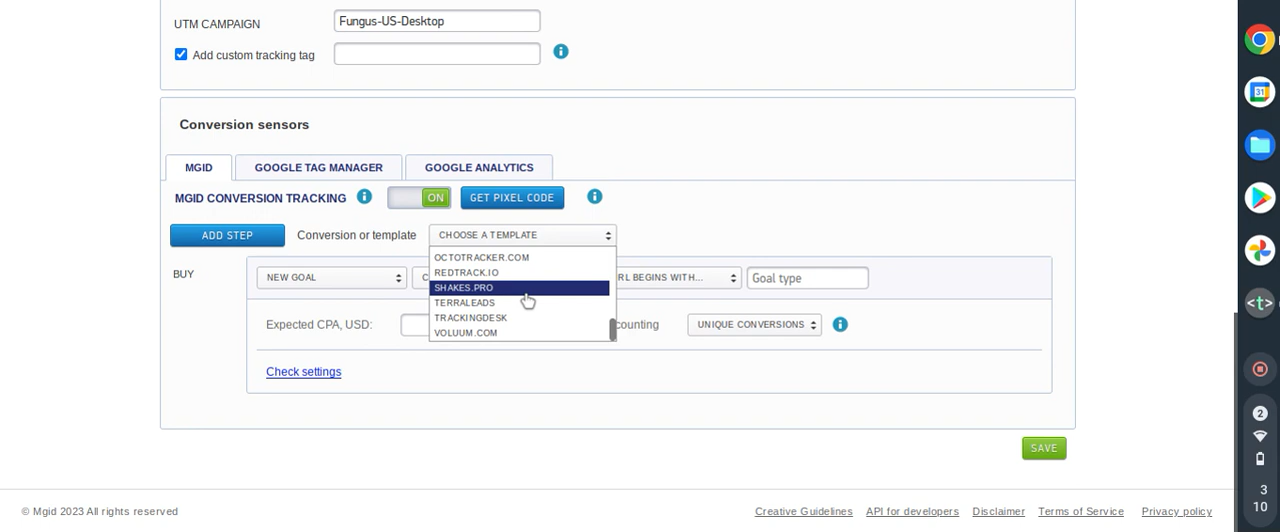 UTM CAMPAIGN
Fungus-US-Desktop
Add custom tracking tag
Conversion sensors
MGID
GOOGLE TAG MANAGER
GOOGLE ANALYTICS
MGID CONVERSION TRACKING
ON
GET PIXEL CODE
ADD STEP
Conversion or template
CHOOSE A TEMPLATE
OCTOTRACKER.COM
REDTRACK.IO
SHAKES.PRO
TERRALEADS
TRACKINGDESK
VOLUUM.COM
BUY
NEW GOAL
C
RL BEGINS WITH...
Goal type
Expected CPA, USD:
counting
UNIQUE CONVERSIONS
Check settings
SAVE
© Mgid 2023 All rights reserved
Creative Guidelines
API for developers
Disclaimer
Terms of Service
Privacy policy
31
<t>
2
3
10